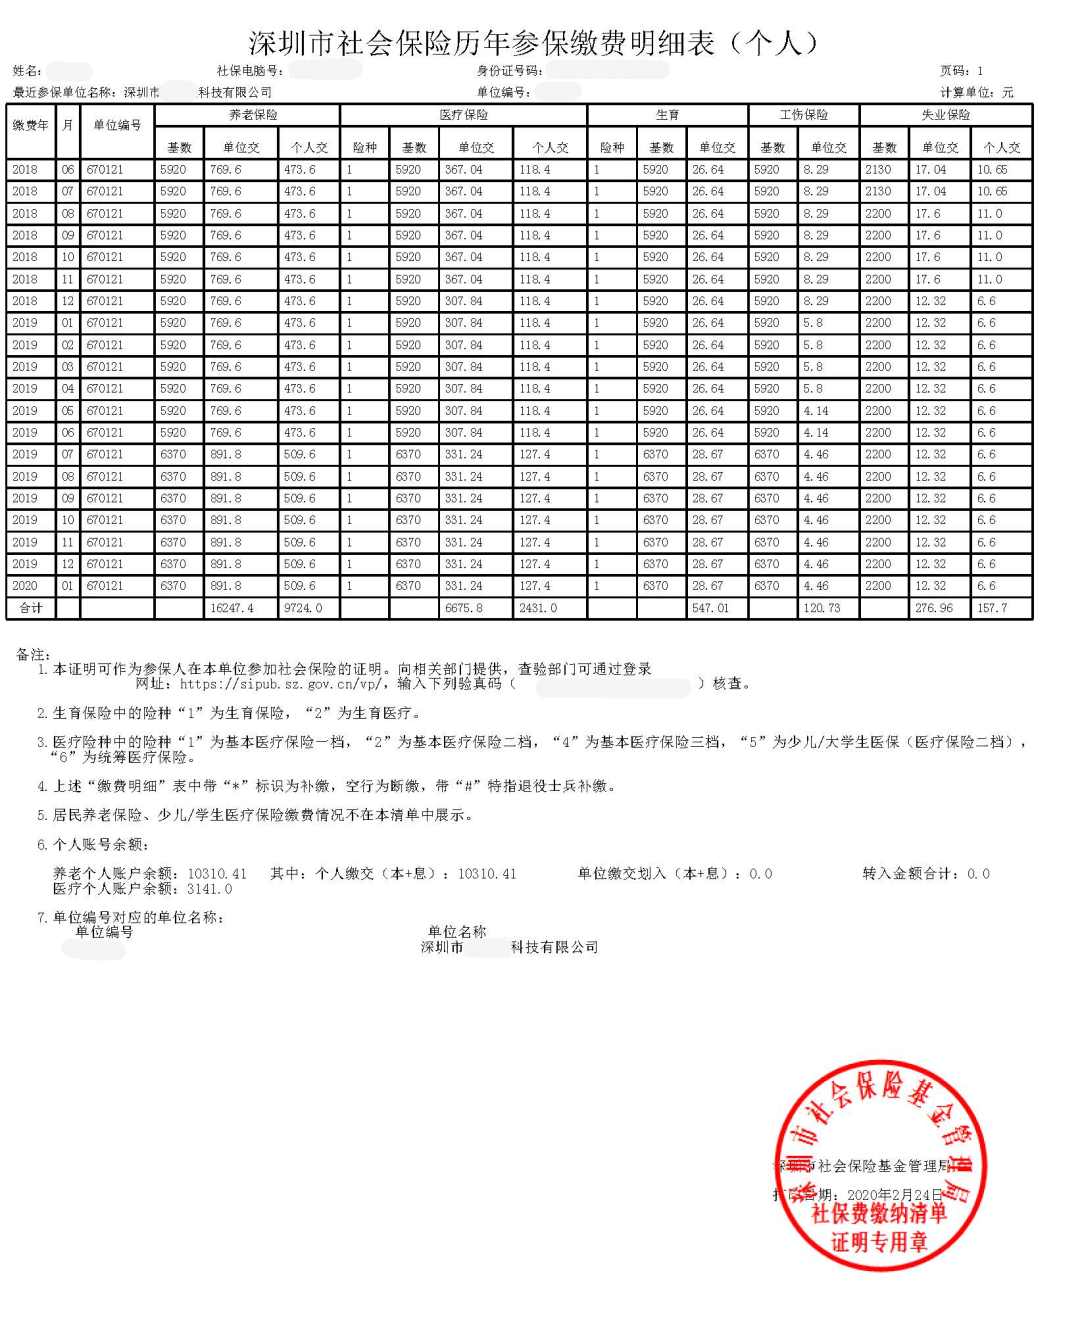 深圳市社会保险历年参保缴费明细表（个人）
姓名： 社保电脑号： 身份证号码： 页码：1
最近参保单位名称：深圳市 科技有限公司 单位编号： 计算单位：元
缴费年 月 单位编号 养老保险 医疗保险 生育 工伤保险 失业保险
基数 单位交 个人交 险种 基数 单位交 个人交 险种 基数 单位交 基数 单位交 基数 单位交 个人交
2018 06 670121 5920 769.6 473.6 1 5920 367.04 118.4 1 5920 26.64 5920 8.29 2130 17.04 10.65
2018 07 670121 5920 769.6 473.6 1 5920 367.04 118.4 1 5920 26.64 5920 8.29 2130 17.04 10.65
2018 08 670121 5920 769.6 473.6 1 5920 367.04 118.4 1 5920 26.64 5920 8.29 2200 17.6 11.0
2018 09 670121 5920 769.6 473.6 1 5920 367.04 118.4 1 5920 26.64 5920 8.29 2200 17.6 11.0
2018 10 670121 5920 769.6 473.6 1 5920 367.04 118.4 1 5920 26.64 5920 8.29 2200 17.6 11.0
2018 11 670121 5920 769.6 473.6 1 5920 367.04 118.4 1 5920 26.64 5920 8.29 2200 17.6 11.0
2018 12 670121 5920 769.6 473.6 1 5920 307.84 118.4 1 5920 26.64 5920 8.29 2200 12.32 6.6
2019 01 670121 5920 769.6 473.6 1 5920 307.84 118.4 1 5920 26.64 5920 5.8 2200 12.32 6.6
2019 02 670121 5920 769.6 473.6 1 5920 307.84 118.4 1 5920 26.64 5920 5.8 2200 12.32 6.6
2019 03 670121 5920 769.6 473.6 1 5920 307.84 118.4 1 5920 26.64 5920 5.8 2200 12.32 6.6
2019 04 670121 5920 769.6 473.6 1 5920 307.84 118.4 1 5920 26.64 5920 5.8 2200 12.32 6.6
2019 05 670121 5920 769.6 473.6 1 5920 307.84 118.4 1 5920 26.64 5920 4.14 2200 12.32 6.6
2019 06 670121 5920 769.6 473.6 1 5920 307.84 118.4 1 5920 26.64 5920 4.14 2200 12.32 6.6
2019 07 670121 6370 891.8 509.6 1 6370 331.24 127.4 1 6370 28.67 6370 4.46 2200 12.32 6.6
2019 08 670121 6370 891.8 509.6 1 6370 331.24 127.4 1 6370 28.67 6370 4.46 2200 12.32 6.6
2019 09 670121 6370 891.8 509.6 1 6370 331.24 127.4 1 6370 28.67 6370 4.46 2200 12.32 6.6
2019 10 670121 6370 891.8 509.6 1 6370 331.24 127.4 1 6370 28.67 6370 4.46 2200 12.32 6.6
2019 11 670121 6370 891.8 509.6 1 6370 331.24 127.4 1 6370 28.67 6370 4.46 2200 12.32 6.6
2019 12 670121 6370 891.8 509.6 1 6370 331.24 127.4 1 6370 28.67 6370 4.46 2200 12.32 6.6
2020 01 670121 6370 891.8 509.6 1 6370 331.24 127.4 1 6370 28.67 6370 4.46 2200 12.32 6.6
合计 16247.4 9724.0 6675.8 2431.0 547.01 120.73 276.96 157.7
备注：
1.本证明可作为参保人在本单位参加社会保险的证明。向相关部门提供，查验部门可通过登录
网址：https://sipub.sz.gov.cn/vp/，输入下列验真码（ ）核查。
2.生育保险中的险种“1”为生育保险，“2”为生育医疗。
3.医疗险种中的险种“1”为基本医疗保险一档，“2”为基本医疗保险二档，“4”为基本医疗保险三档，“5”为少儿/大学生医保（医疗保险二档），
“6”为统筹医疗保险。
4.上述“缴费明细”表中带“*”标识为补缴，空行为断缴，带“#”特指退役士兵补缴。
5.居民养老保险、少儿/学生医疗保险缴费情况不在本清单中展示。
6.个人账号余额：
养老个人账户余额：10310.41 其中：个人缴交（本+息）：10310.41 单位缴交划入（本+息）：0.0 转入金额合计：0.0
医疗个人账户余额：3141.0
7.单位编号对应的单位名称：
单位编号 单位名称
深圳市 科技有限公司
深圳市社会保险基金管理局
深圳市社会保险基金管理局
打印日期：2020年2月24日
社保费缴纳清单
证明专用章